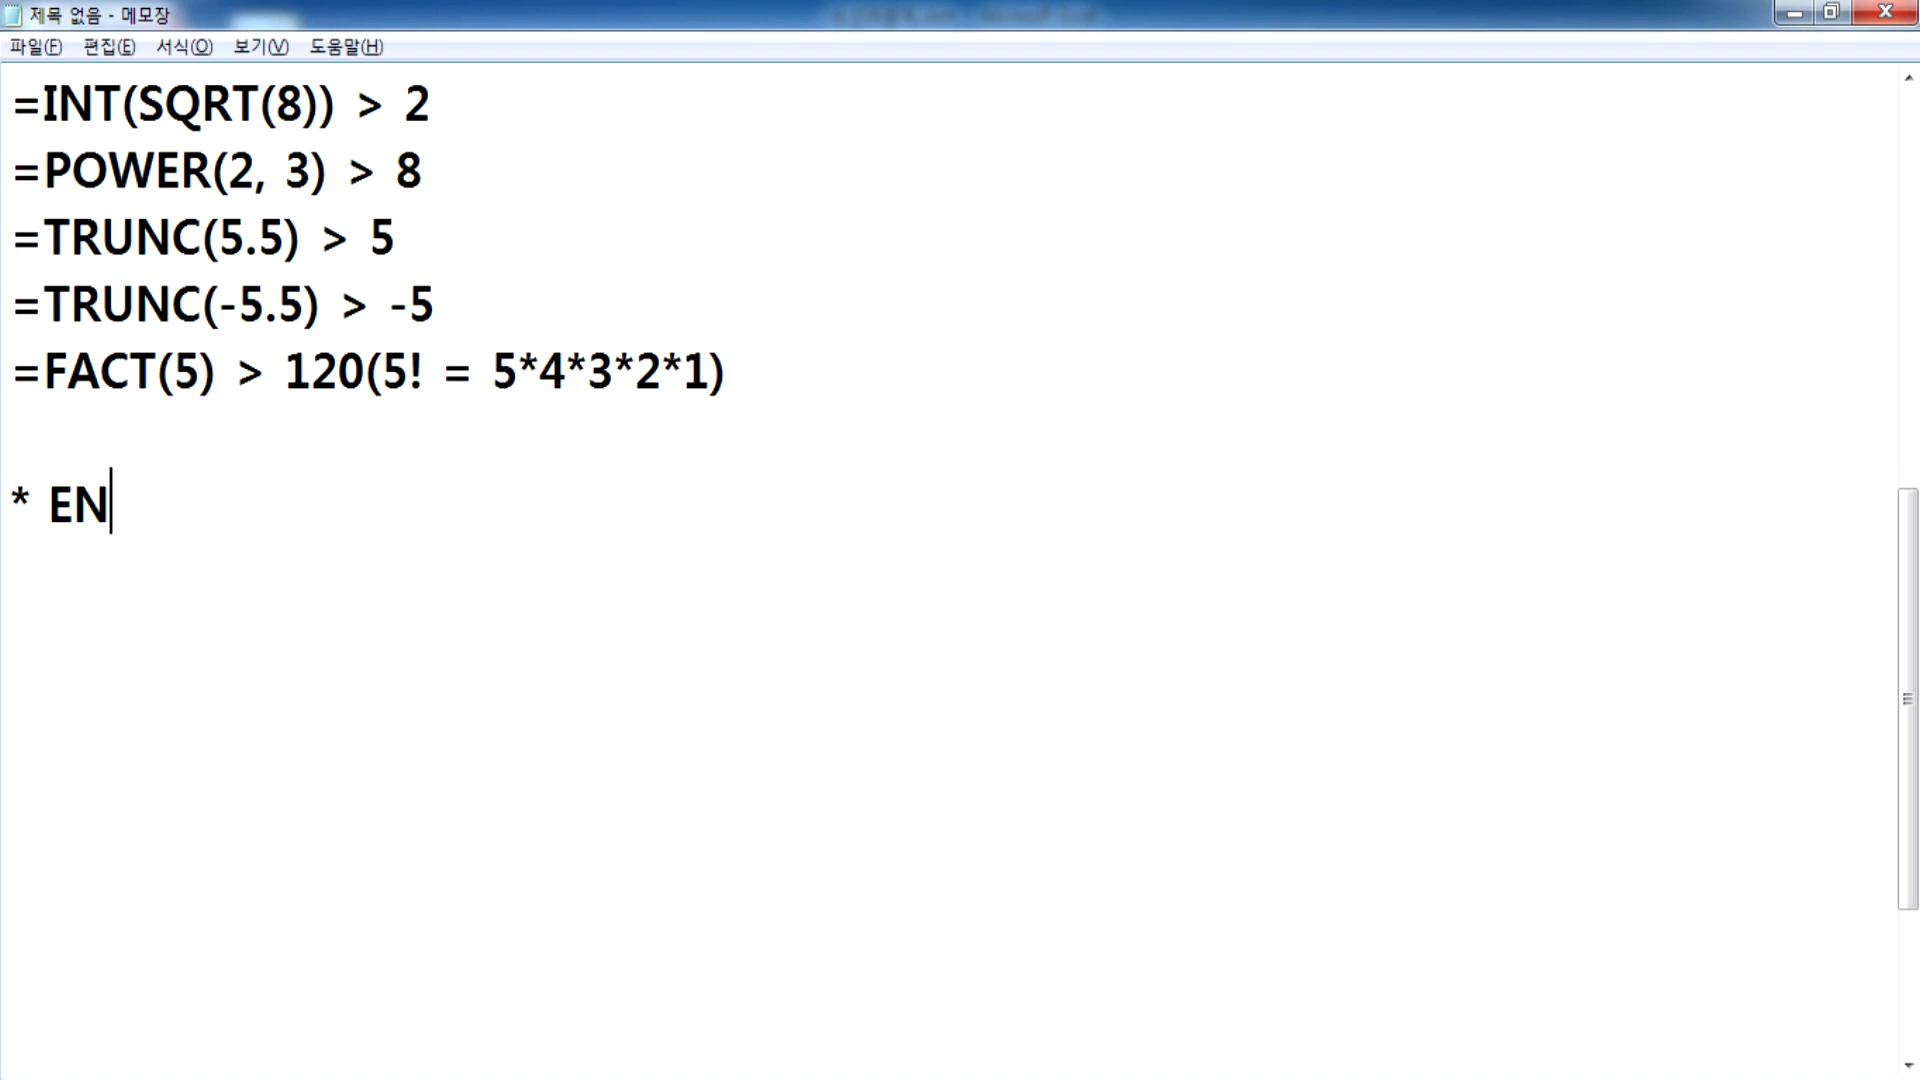 제목 없음 - 메모장
파일(F) 편집(E) 서식(O) 보기(V) 도움말(H)
=INT(SQRT(8)) > 2
=POWER(2, 3) > 8
=TRUNC(5.5) > 5
=TRUNC(-5.5) > -5
=FACT(5) > 120(5! = 5*4*3*2*1)
* EN